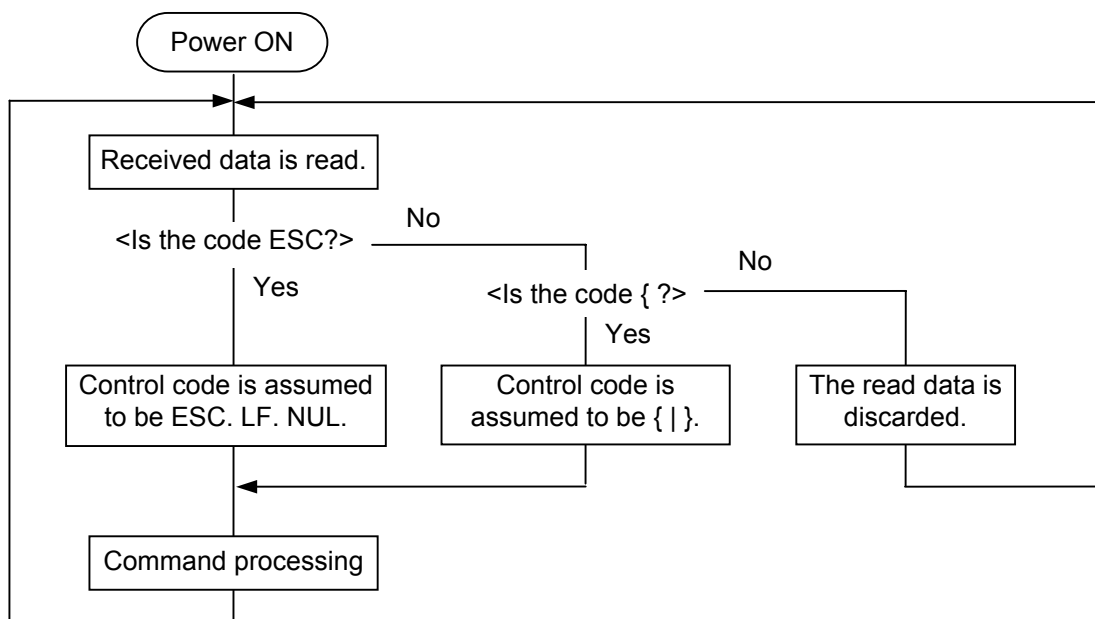 Power ON
Received data is read.
<Is the code ESC?>
No
Yes
<Is the code { ?>
No
Yes
Control code is assumed
to be ESC. LF. NUL.
Control code is
assumed to be { | }.
The read data is
discarded.
Command processing